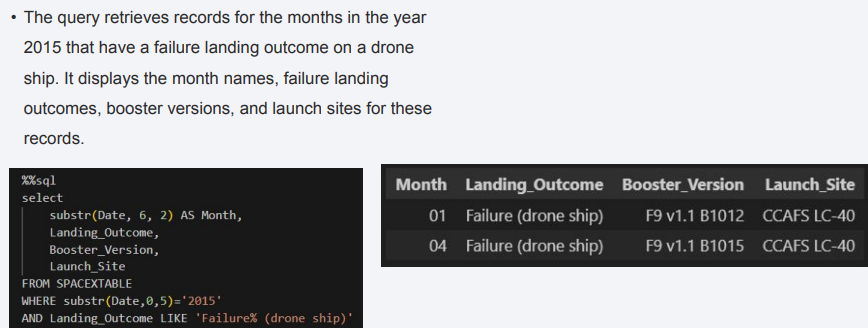 • The query retrieves records for the months in the year
2015 that have a failure landing outcome on a drone
ship. It displays the month names, failure landing
outcomes, booster versions, and launch sites for these
records.
%%sql
select
substr(Date, 6, 2) AS Month,
Landing_Outcome,
Booster_Version,
Launch_Site
FROM SPACEXTABLE
WHERE substr(Date,0,5)='2015'
AND Landing_Outcome LIKE 'Failure% (drone ship)'
Month Landing_Outcome Booster_Version Launch_Site
01 Failure (drone ship) F9 v1.1 B1012 CCAFS LC-40
04 Failure (drone ship) F9 v1.1 B1015 CCAFS LC-40